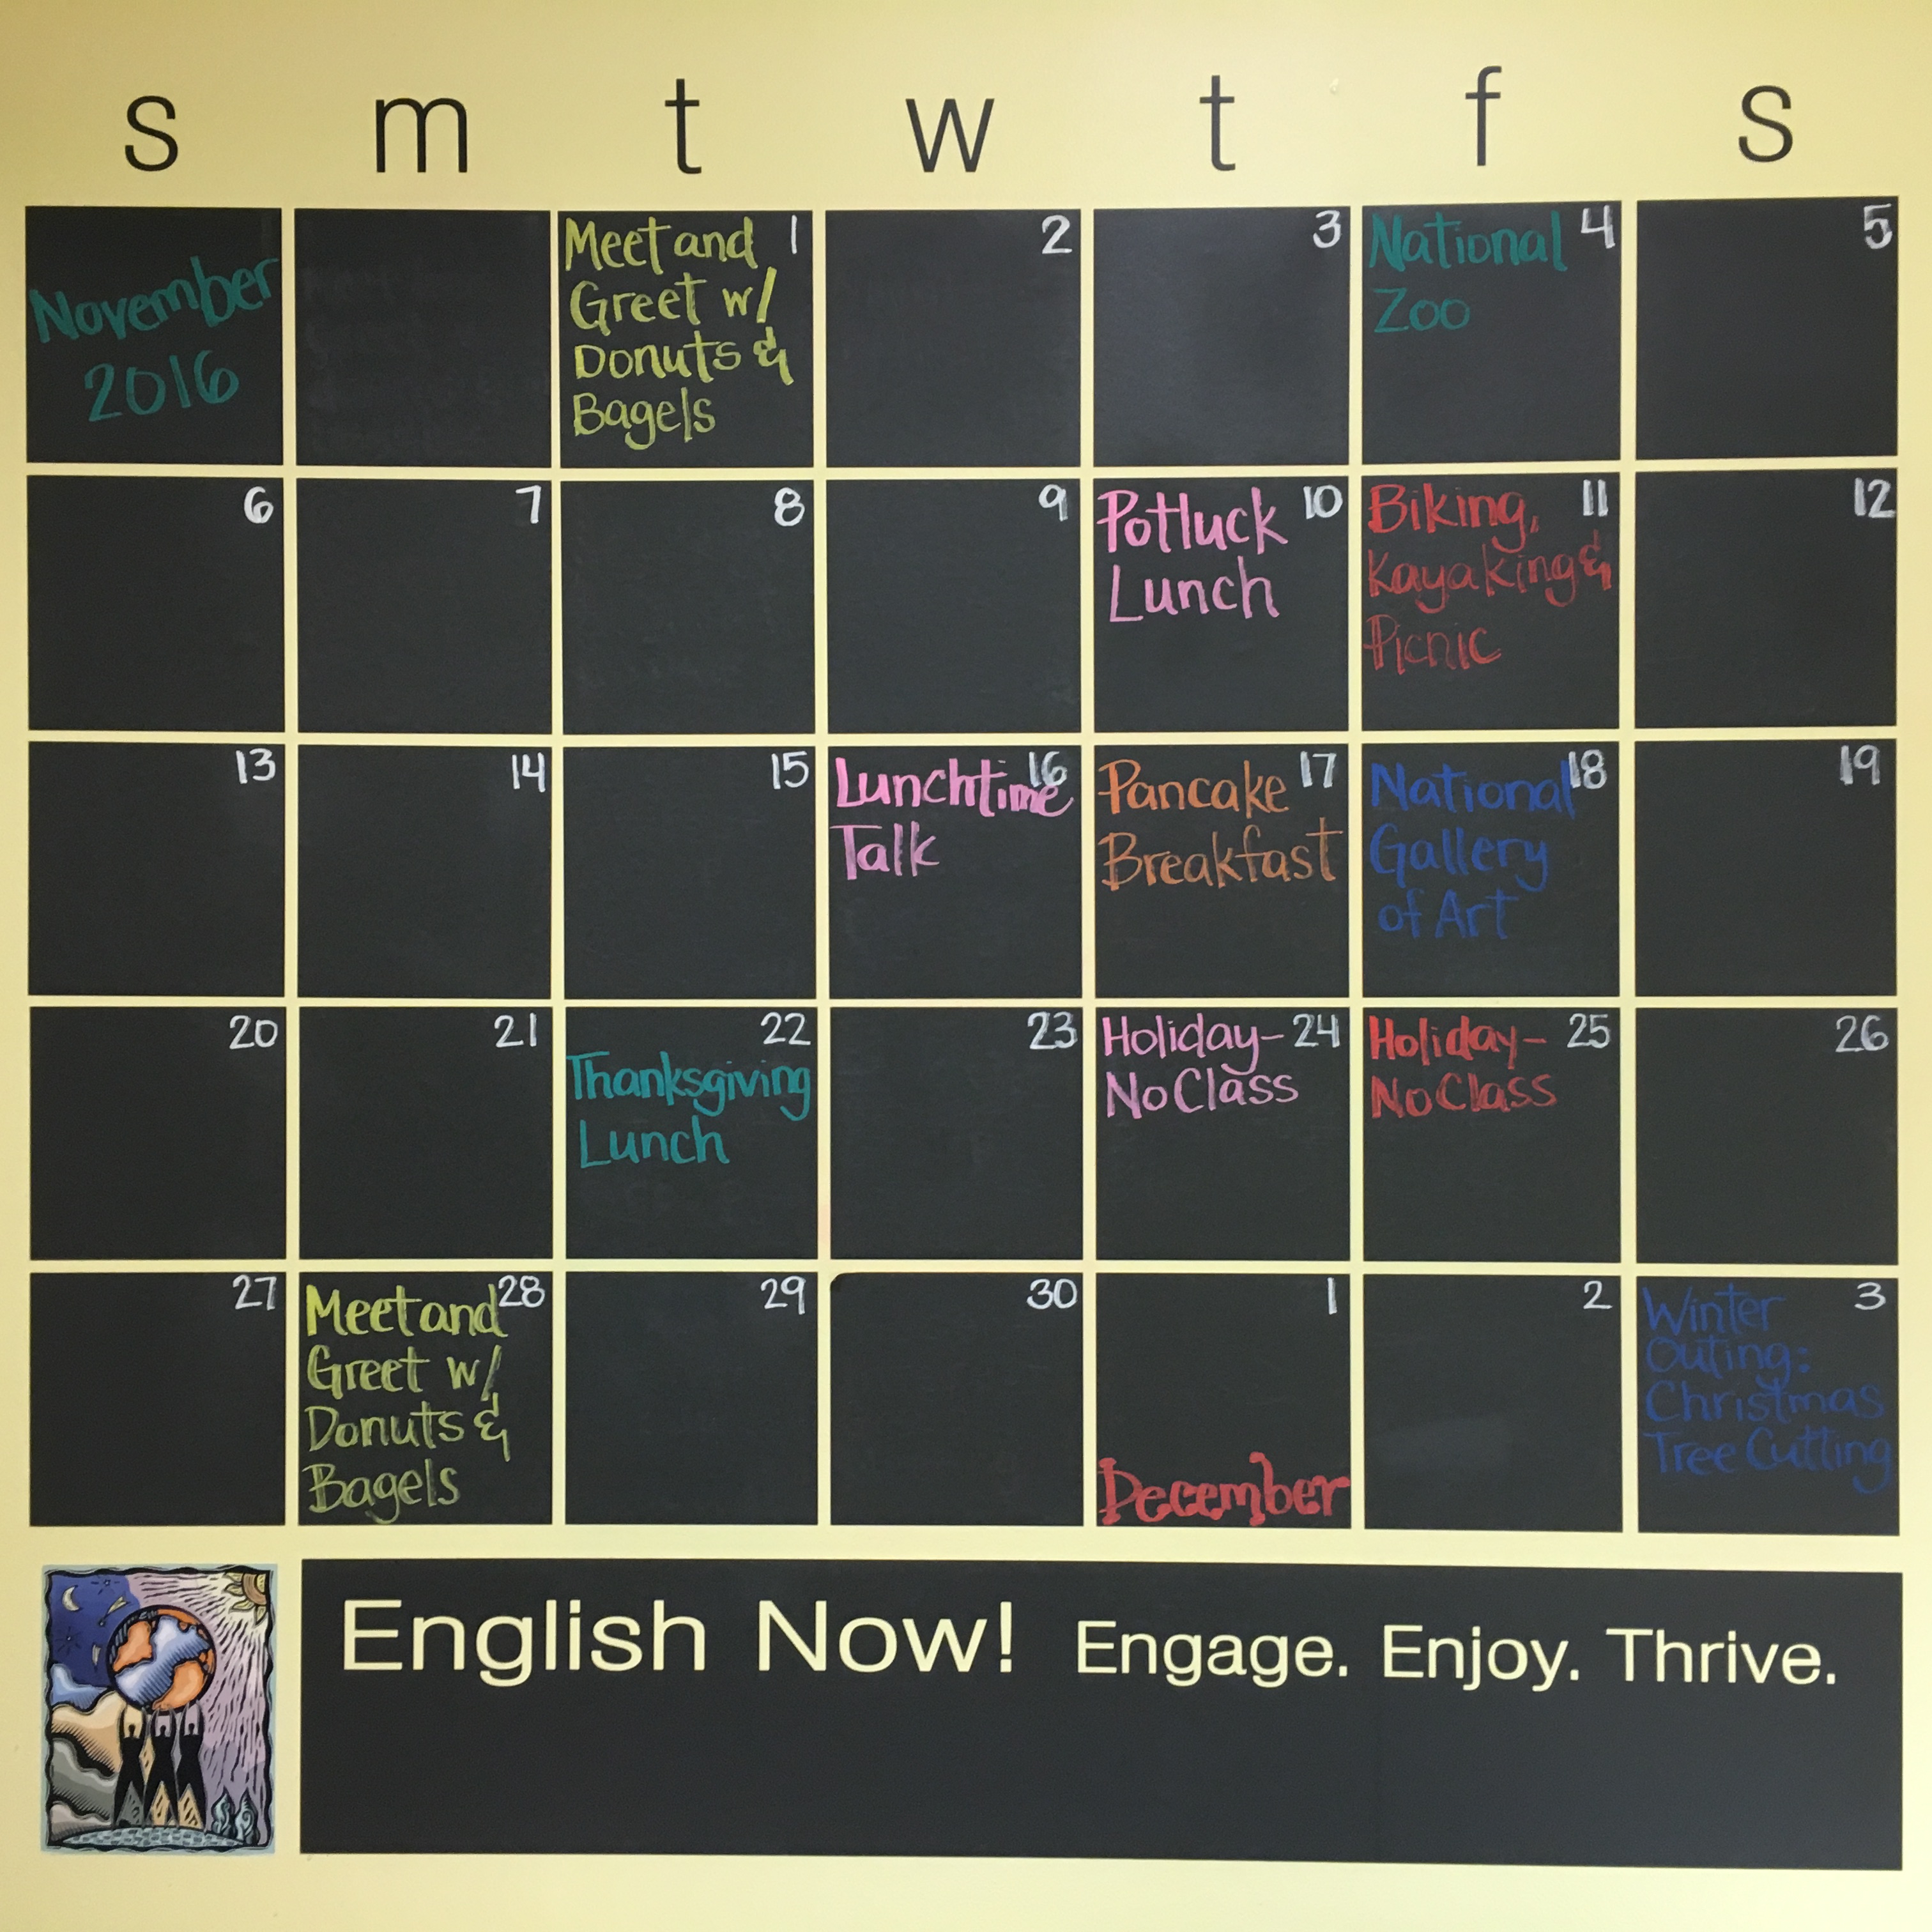 s m t w t f s
November
2016
Meet and 1
Greet w/
Donuts &
Bagels
2
3
National 4
Zoo
5
6
7
8
9
Potluck 10
Lunch
Biking, 11
Kayaking &
Picnic
12
13
14
15
Lunchtime 16
Talk
Pancake 17
Breakfast
National 18
Gallery
of Art
19
20
21
22
Thanksgiving
Lunch
23
Holiday- 24
No Class
Holiday- 25
No Class
26
27
Meet and 28
Greet w/
Donuts &
Bagels
29
30
1
December
2
Winter 3
Outing:
Christmas
Tree Cutting
English Now! Engage. Enjoy. Thrive.